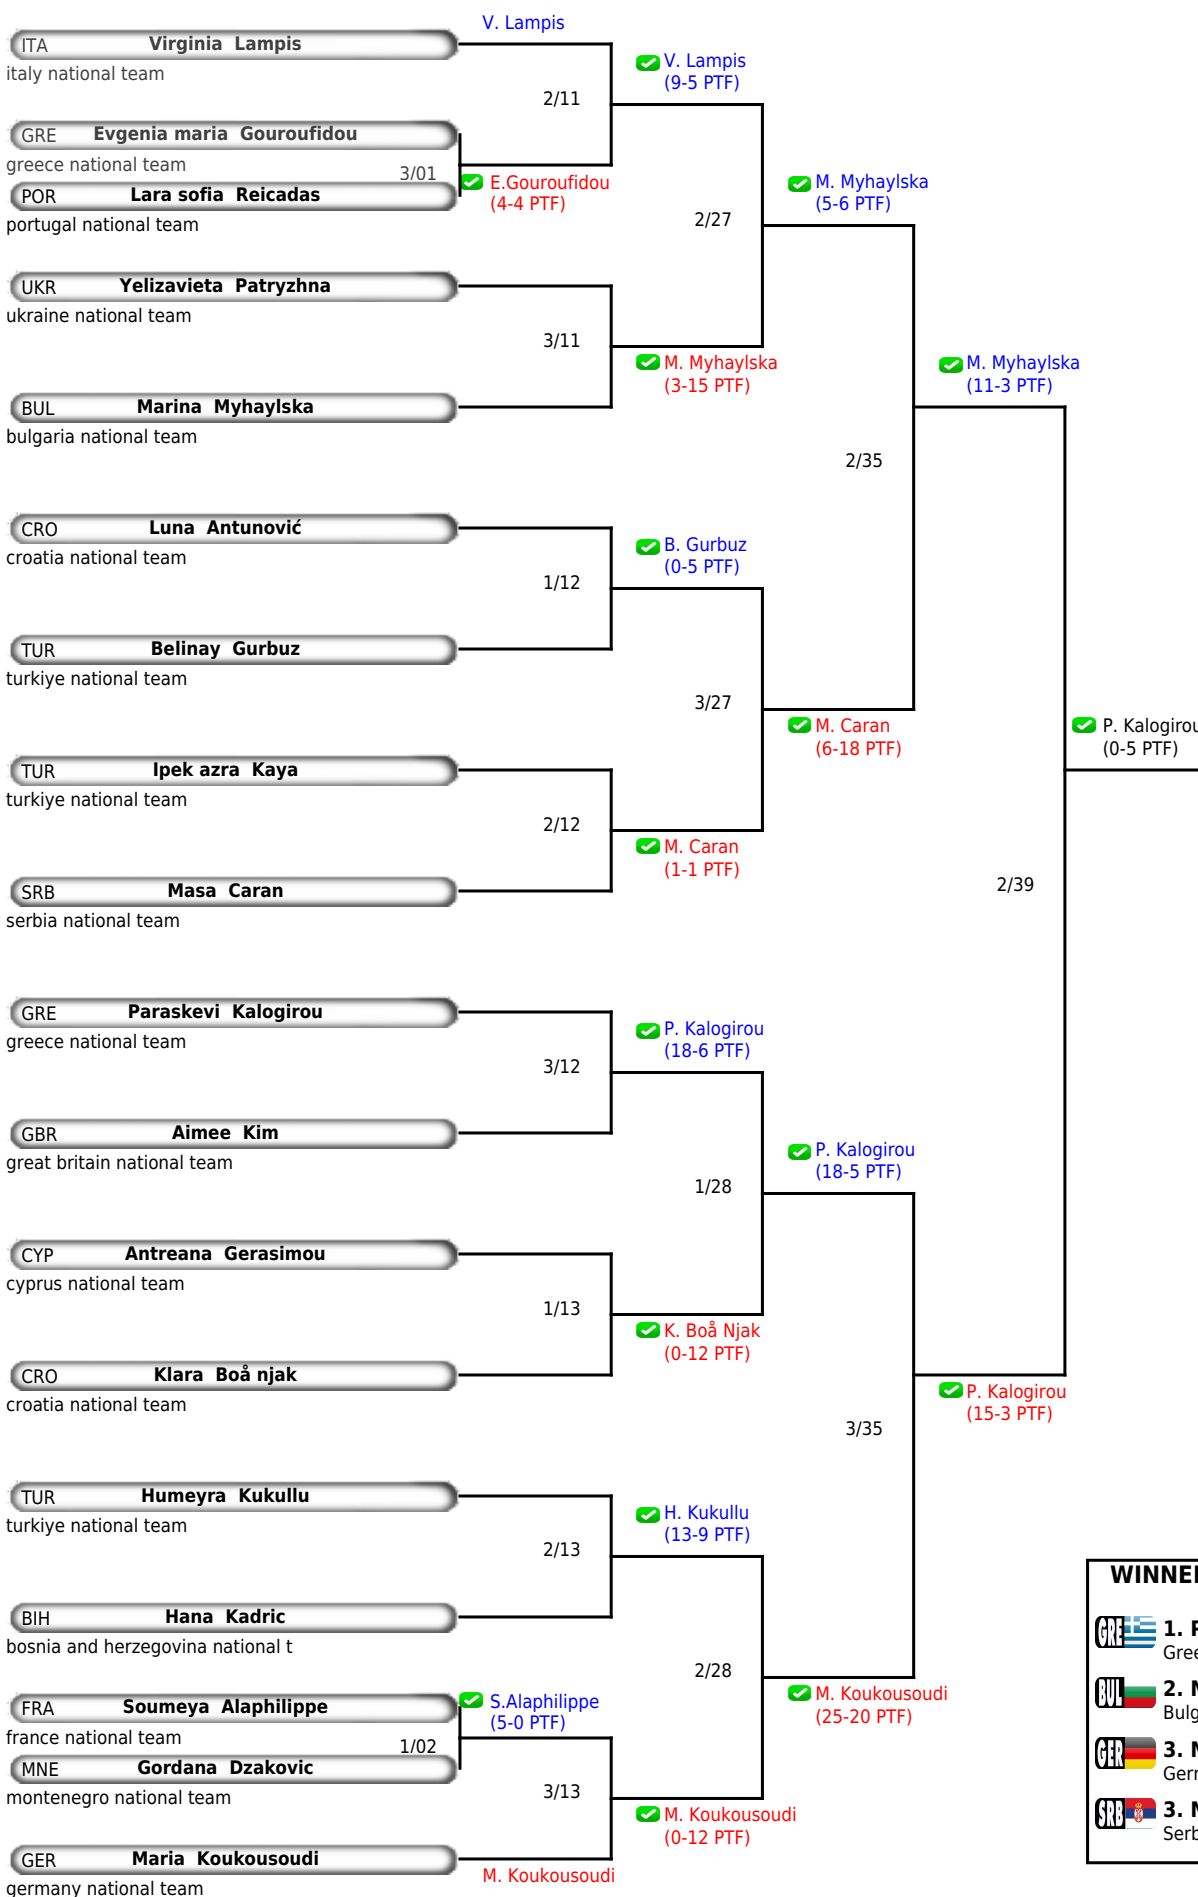 V. Lampis
ITA Virginia Lampis
italy national team
2/11
V. Lampis
(9-5 PTF)
GRE Evgenia maria Gouroufidou
greece national team
3/01
E.Gouroufidou
(4-4 PTF)
POR Lara sofia Reicadas
portugal national team
2/27
M. Myhaylska
(5-6 PTF)
UKR Yelizavieta Patryzhna
ukraine national team
3/11
M. Myhaylska
(3-15 PTF)
BUL Marina Myhaylska
bulgaria national team
M. Myhaylska
(11-3 PTF)
2/35
CRO Luna Antunović
croatia national team
1/12
B. Gurbuz
(0-5 PTF)
TUR Belinay Gurbuz
turkiye national team
3/27
M. Caran
(6-18 PTF)
TUR Ipek azra Kaya
turkiye national team
2/12
M. Caran
(1-1 PTF)
SRB Masa Caran
serbia national team
P. Kalogirou
(0-5 PTF)
2/39
GRE Paraskevi Kalogirou
greece national team
3/12
P. Kalogirou
(18-6 PTF)
GBR Aimee Kim
great britain national team
1/28
P. Kalogirou
(18-5 PTF)
CYP Antreana Gerasimou
cyprus national team
1/13
K. Boå Njak
(0-12 PTF)
CRO Klara Boå njak
croatia national team
P. Kalogirou
(15-3 PTF)
3/35
TUR Humeyra Kukullu
turkiye national team
2/13
H. Kukullu
(13-9 PTF)
BIH Hana Kadric
bosnia and herzegovina national t
2/28
M. Koukousoudi
(25-20 PTF)
FRA Soumeya Alaphilippe
france national team
1/02
S.Alaphilippe
(5-0 PTF)
MNE Gordana Dzakovic
montenegro national team
3/13
M. Koukousoudi
(0-12 PTF)
GER Maria Koukousoudi
germany national team
M. Koukousoudi
GRE 1.
BUL 2.
GER 3.
SRB 3.